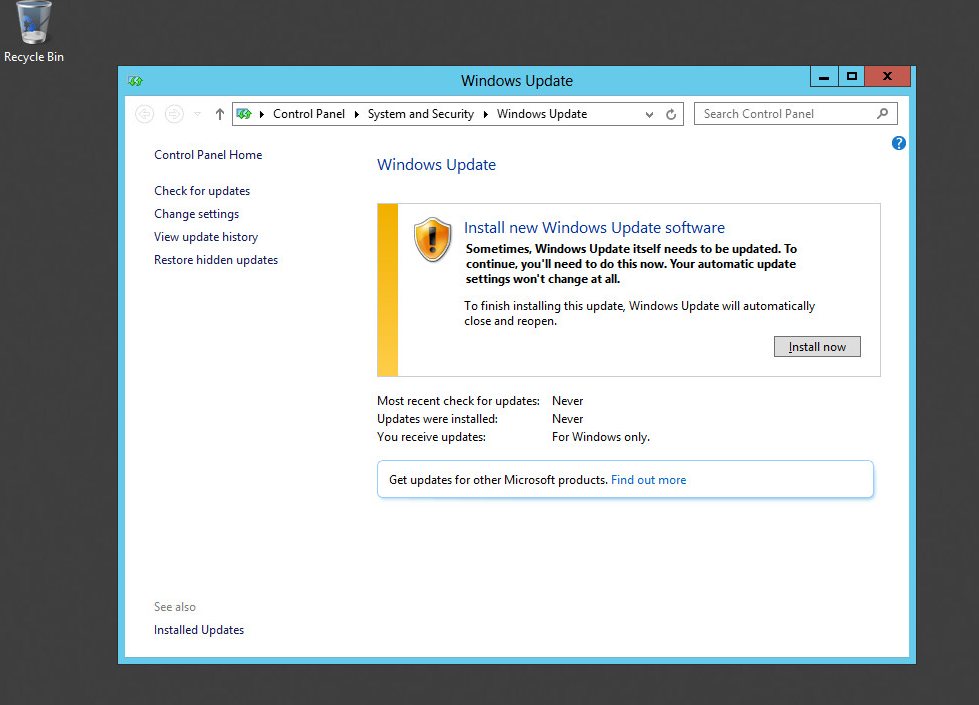 Recycle Bin
Windows Update
Control Panel System and Security Windows Update
Search Control Panel
Control Panel Home
Check for updates
Change settings
View update history
Restore hidden updates
Windows Update
Install new Windows Update software
Sometimes, Windows Update itself needs to be updated. To
continue, you'll need to do this now. Your automatic update
settings won't change at all.
To finish installing this update, Windows Update will automatically
close and reopen.
Install now
Most recent check for updates: Never
Updates were installed: Never
You receive updates: For Windows only.
Get updates for other Microsoft products. Find out more
See also
Installed Updates